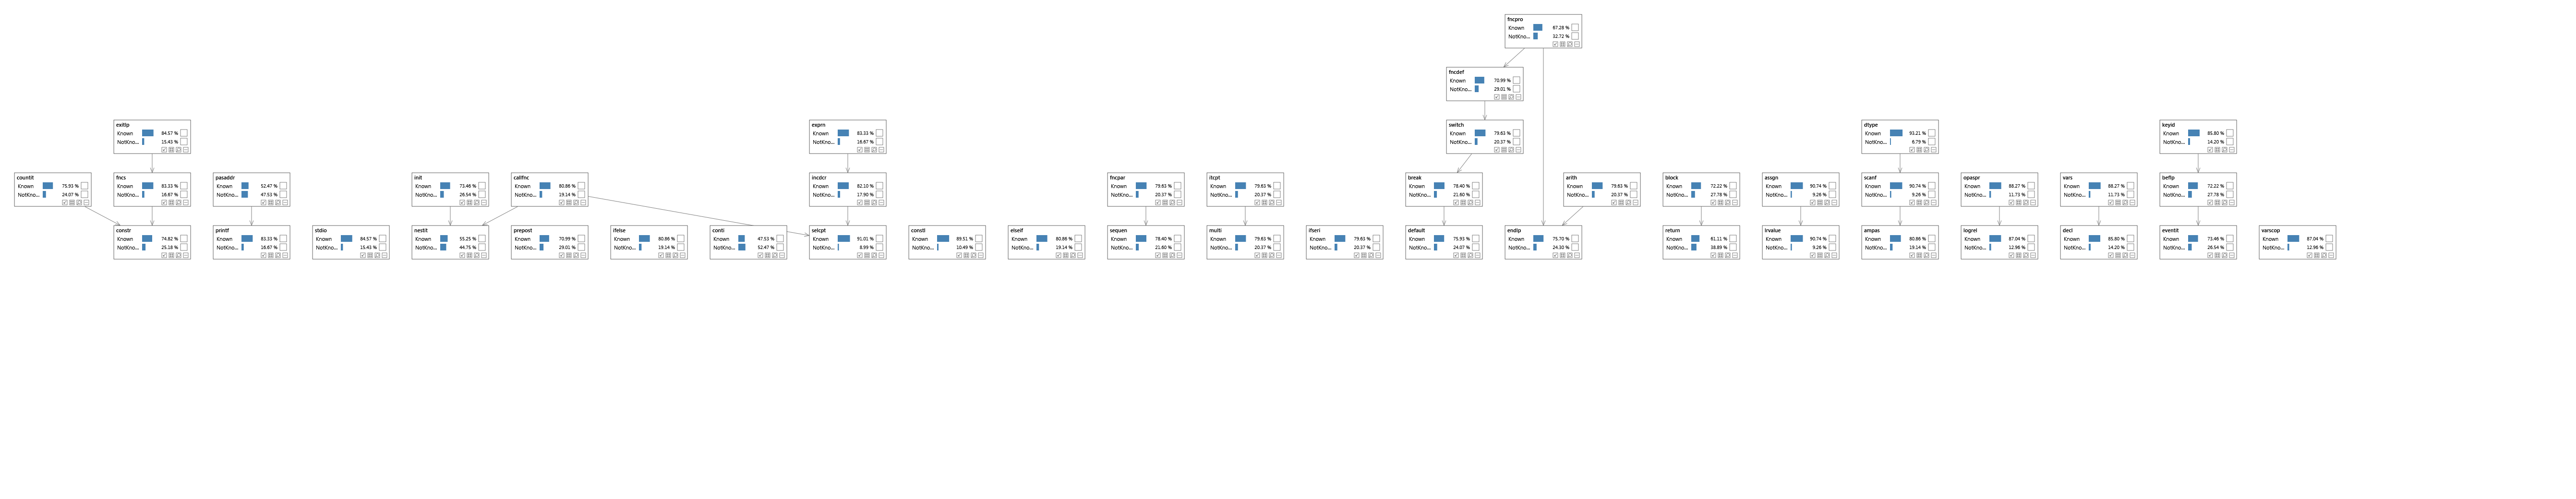 fncpro
Known 67.28 %
NotKno... 32.72 %
fncdef
Known 70.99 %
NotKno... 29.01 %
exitlp
Known 84.57 %
NotKno... 15.43 %
exprn
Known 83.33 %
NotKno... 16.67 %
switch
Known 79.63 %
NotKno... 20.37 %
dtype
Known 93.21 %
NotKno... 6.79 %
keyid
Known 85.80 %
NotKno... 14.20 %
countit
Known 75.93 %
NotKno... 24.07 %
fncs
Known 83.33 %
NotKno... 16.67 %
pasaddr
Known 52.47 %
NotKno... 47.53 %
init
Known 73.46 %
NotKno... 26.54 %
callfnc
Known 80.86 %
NotKno... 19.14 %
incdcr
Known 82.10 %
NotKno... 17.90 %
fncpar
Known 79.63 %
NotKno... 20.37 %
itcpt
Known 79.63 %
NotKno... 20.37 %
break
Known 78.40 %
NotKno... 21.60 %
arith
Known 79.63 %
NotKno... 20.37 %
block
Known 72.22 %
NotKno... 27.78 %
assgn
Known 90.74 %
NotKno... 9.26 %
scanf
Known 90.74 %
NotKno... 9.26 %
opaspr
Known 88.27 %
NotKno... 11.73 %
vars
Known 88.27 %
NotKno... 11.73 %
beflp
Known 72.22 %
NotKno... 27.78 %
constr
Known 74.82 %
NotKno... 25.18 %
printf
Known 83.33 %
NotKno... 16.67 %
stdio
Known 84.57 %
NotKno... 15.43 %
nestit
Known 55.25 %
NotKno... 44.75 %
prepost
Known 70.99 %
NotKno... 29.01 %
ifelse
Known 80.86 %
NotKno... 19.14 %
conti
Known 47.53 %
NotKno... 52.47 %
selcpt
Known 91.01 %
NotKno... 8.99 %
Known 89.51 %
NotKno... 10.49 %
elseif
Known 80.86 %
NotKno... 19.14 %
sequen
Known 78.40 %
NotKno... 21.60 %
multi
Known 79.63 %
NotKno... 20.37 %
ifseri
Known 79.63 %
NotKno... 20.37 %
default
Known 75.93 %
NotKno... 24.07 %
endlp
Known 75.70 %
NotKno... 24.30 %
return
Known 61.11 %
NotKno... 38.89 %
Known 90.74 %
NotKno... 9.26 %
ampas
Known 80.86 %
NotKno... 19.14 %
logrel
Known 87.04 %
NotKno... 12.96 %
decl
Known 85.80 %
NotKno... 14.20 %
eventit
Known 73.46 %
NotKno... 26.54 %
varscop
Known 87.04 %
NotKno... 12.96 %